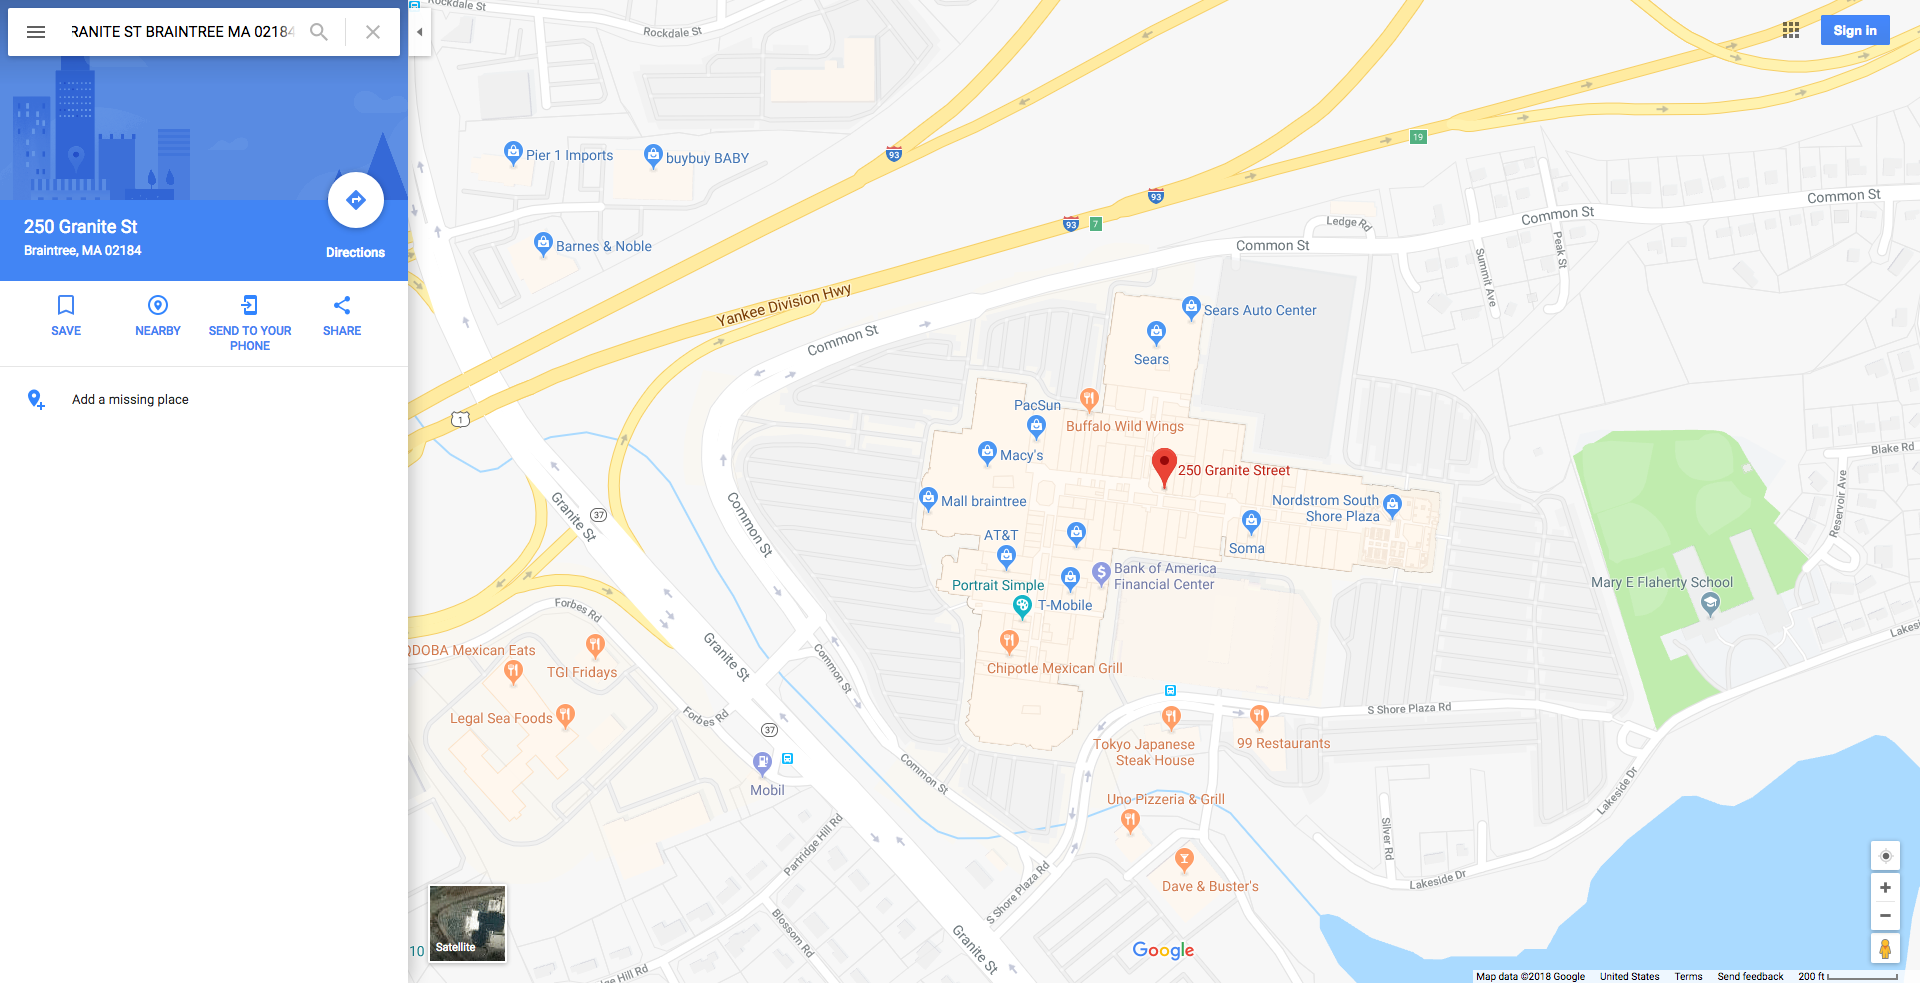 RANITE ST BRAINTREE MA 02184
250 Granite St
Braintree, MA 02184
Directions
SAVE
NEARBY
SEND TO YOUR
PHONE
SHARE
Add a missing place
Rockdale St
Rockdale St
Sign in
Pier 1 Imports
buybuy BABY
93
19
93
93
7
Barnes & Noble
Common St
Common St
Common St
Ledge Rd
Peak St
Summit Ave
Yankee Division Hwy
Common St
Sears Auto Center
Sears
PacSun
Buffalo Wild Wings
Macy's
250 Granite Street
1
Mall braintree
Nordstrom South
Shore Plaza
Blake Rd
Reservoir Ave
Granite St
37
Common St
AT&T
Soma
Bank of America
Financial Center
Portrait Simple
T-Mobile
Mary E Flaherty School
Forbes Rd
QDOBA Mexican Eats
TGI Fridays
Granite St
Common St
Chipotle Mexican Grill
Lakeside
Legal Sea Foods
Forbes Rd
37
S Shore Plaza Rd
Tokyo Japanese
Steak House
99 Restaurants
Mobil
Common St
Uno Pizzeria & Grill
Lakeside Dr
Silver Rd
Partridge Hill Rd
Dave & Buster's
Lakeside Dr
S Shore Plaza Rd
Blossom Rd
Granite St
Satellite
10
ge Hill Rd
Google
Map data ©2018 Google
United States
Terms
Send feedback
200 ft